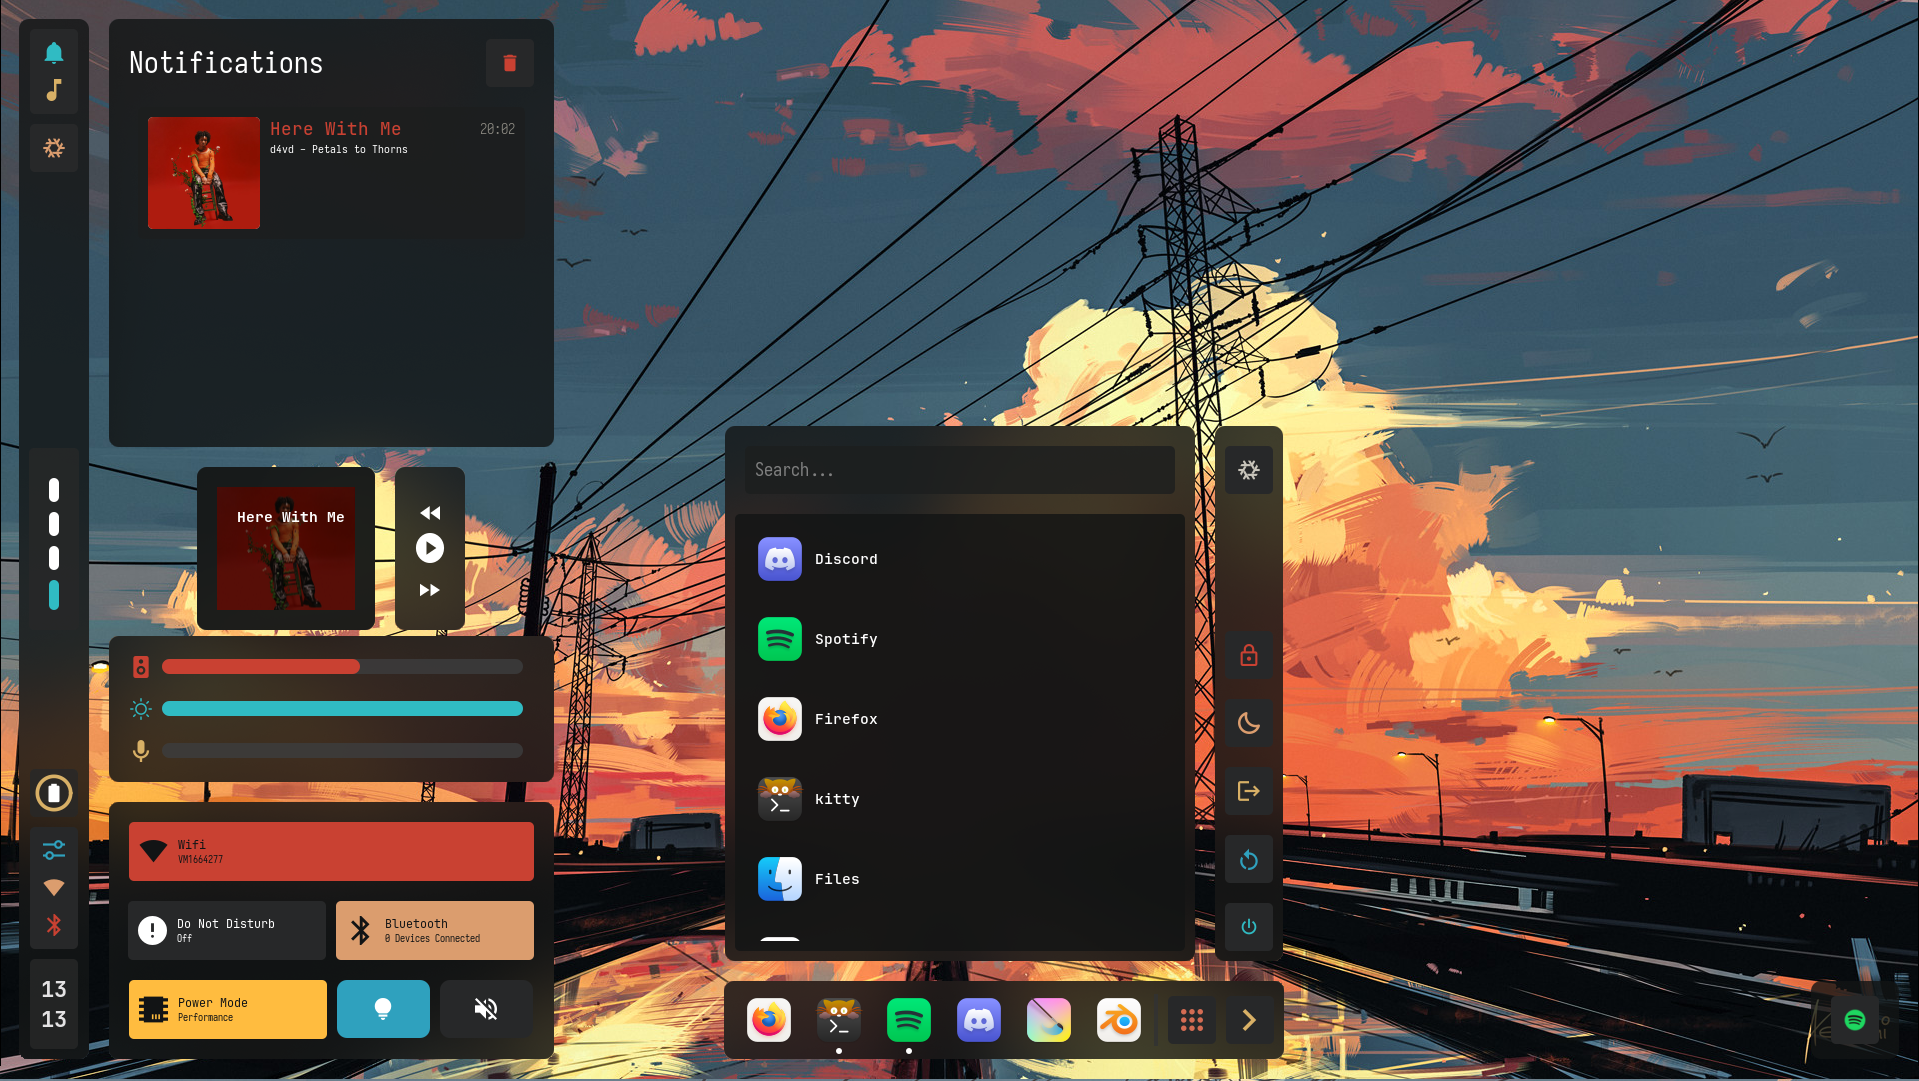 Notifications
Here With Me
20:02
d4vd - Petals to Thorns
Here With Me
Wifi
VM1664277
Do Not Disturb
Off
Bluetooth
0 Devices Connected
Power Mode
Performance
13
13
Search...
Discord
Spotify
Firefox
kitty
Files